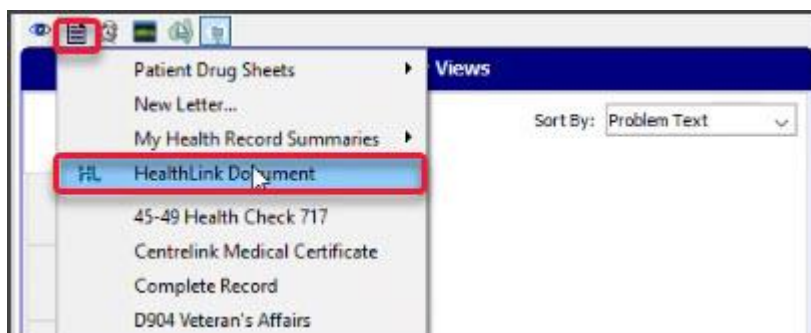 Views
Patient Drug Sheets
New Letter...
Sort By: Problem Text
My Health Record Summaries
HL HealthLink Document
45-49 Health Check 717
Centrelink Medical Certificate
Complete Record
D904 Veteran's Affairs